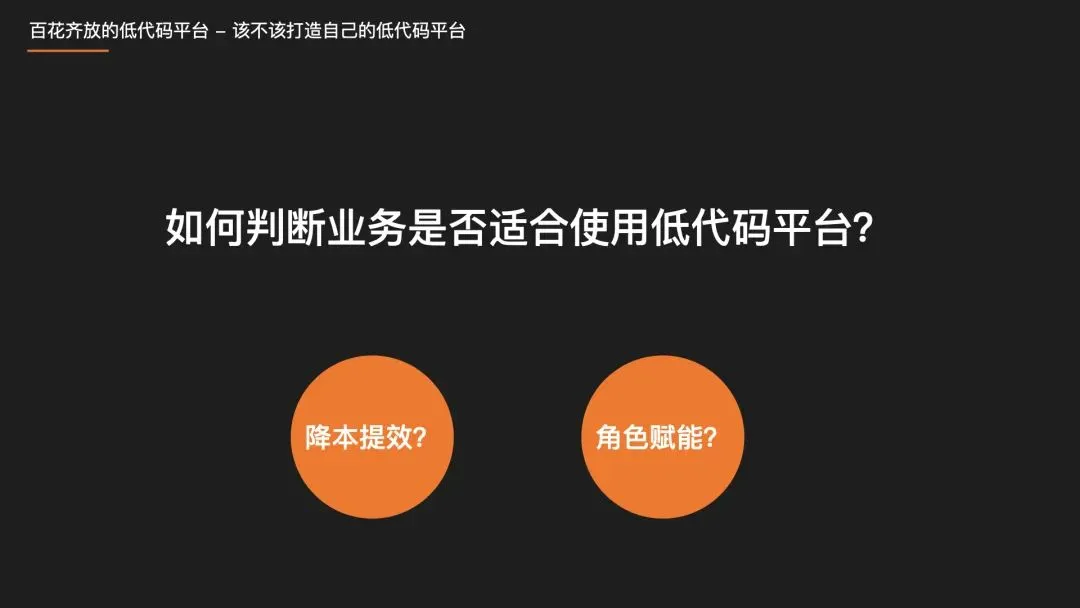 百花齐放的低代码平台 – 该不该打造自己的低代码平台
如何判断业务是否适合使用低代码平台？
降本提效？
角色赋能？